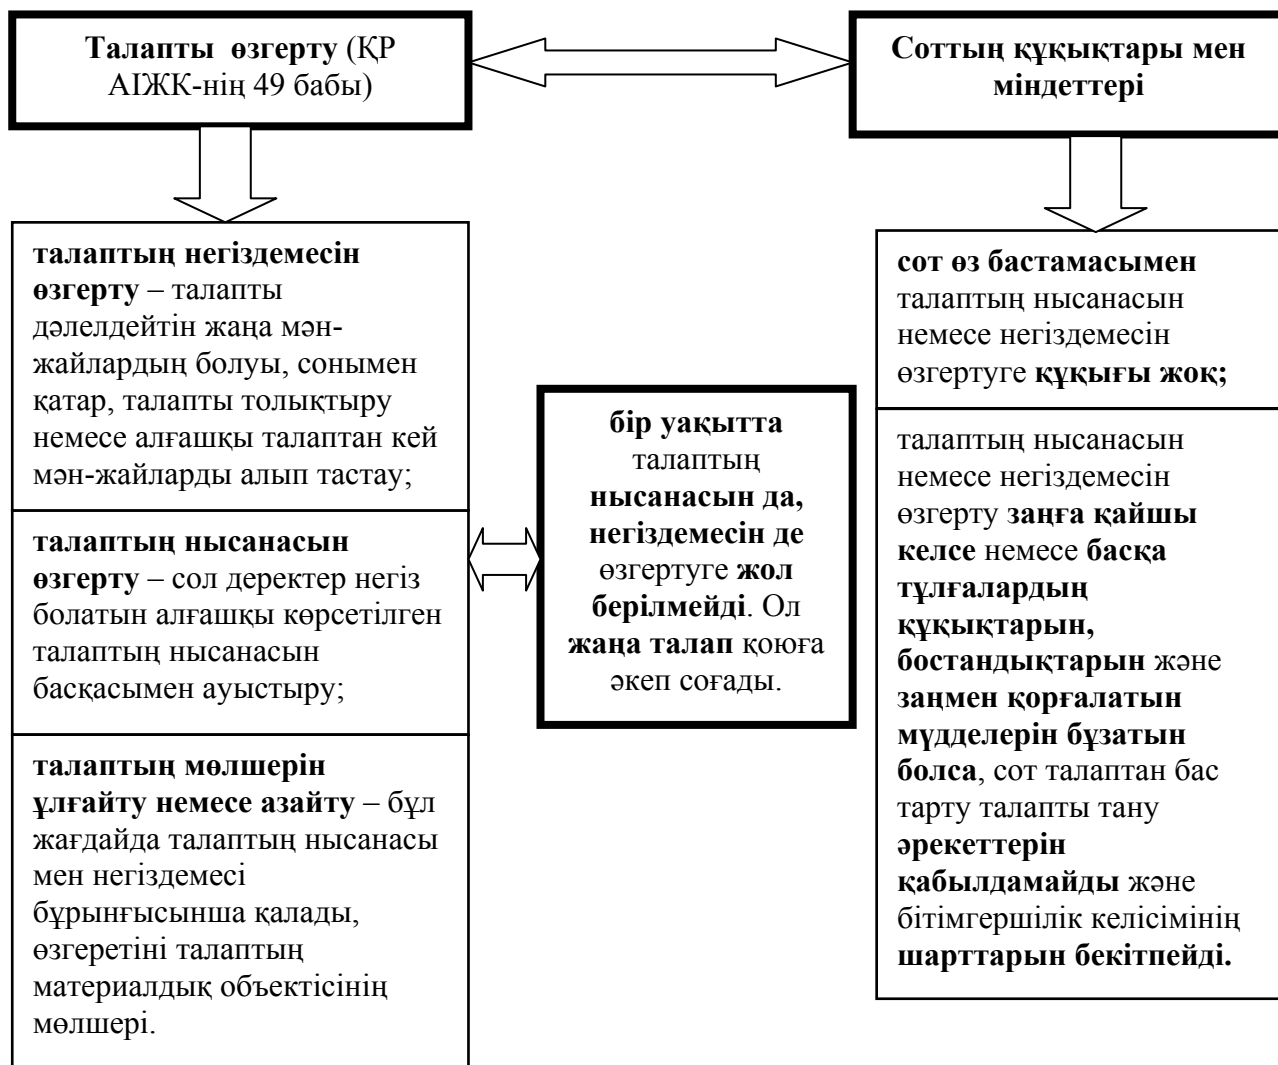 Талапты өзгерту (ҚР
АІЖК-нің 49 бабы)
Соттың құқықтары мен
міндеттері
талаптың негіздемесін
өзгерту – талапты
дәлелдейтін жаңа мән-
жайлардың болуы, сонымен
қатар, талапты толықтыру
немесе алғашқы талаптан кей
мән-жайларды алып тастау;
талаптың нысанасын
өзгерту – сол деректер негіз
болатын алғашқы көрсетілген
талаптың нысанасын
басқасымен ауыстыру;
талаптың мөлшерін
ұлғайту немесе азайту – бұл
жағдайда талаптың нысанасы
мен негіздемесі
бұрынғысынша қалады,
өзгеретіні талаптың
материалдық объектісінің
мөлшері.
бір уақытта
талаптың
нысанасын да,
негіздемесін де
өзгертуге жол
берілмейді. Ол
жаңа талап қоюға
әкеп соғады.
сот өз бастамасымен
талаптың нысанасын
немесе негіздемесін
өзгертуге құқығы жоқ;
талаптың нысанасын
немесе негіздемесін
өзгерту заңға қайшы
келсе немесе басқа
тұлғалардың
құқықтарын,
бостандықтарын және
заңмен қорғалатын
мүдделерін бұзатын
болса, сот талаптан бас
тарту талапты тану
әрекеттерін
қабылдамайды және
бітімгершілік келісімінің
шарттарын бекітпейді.